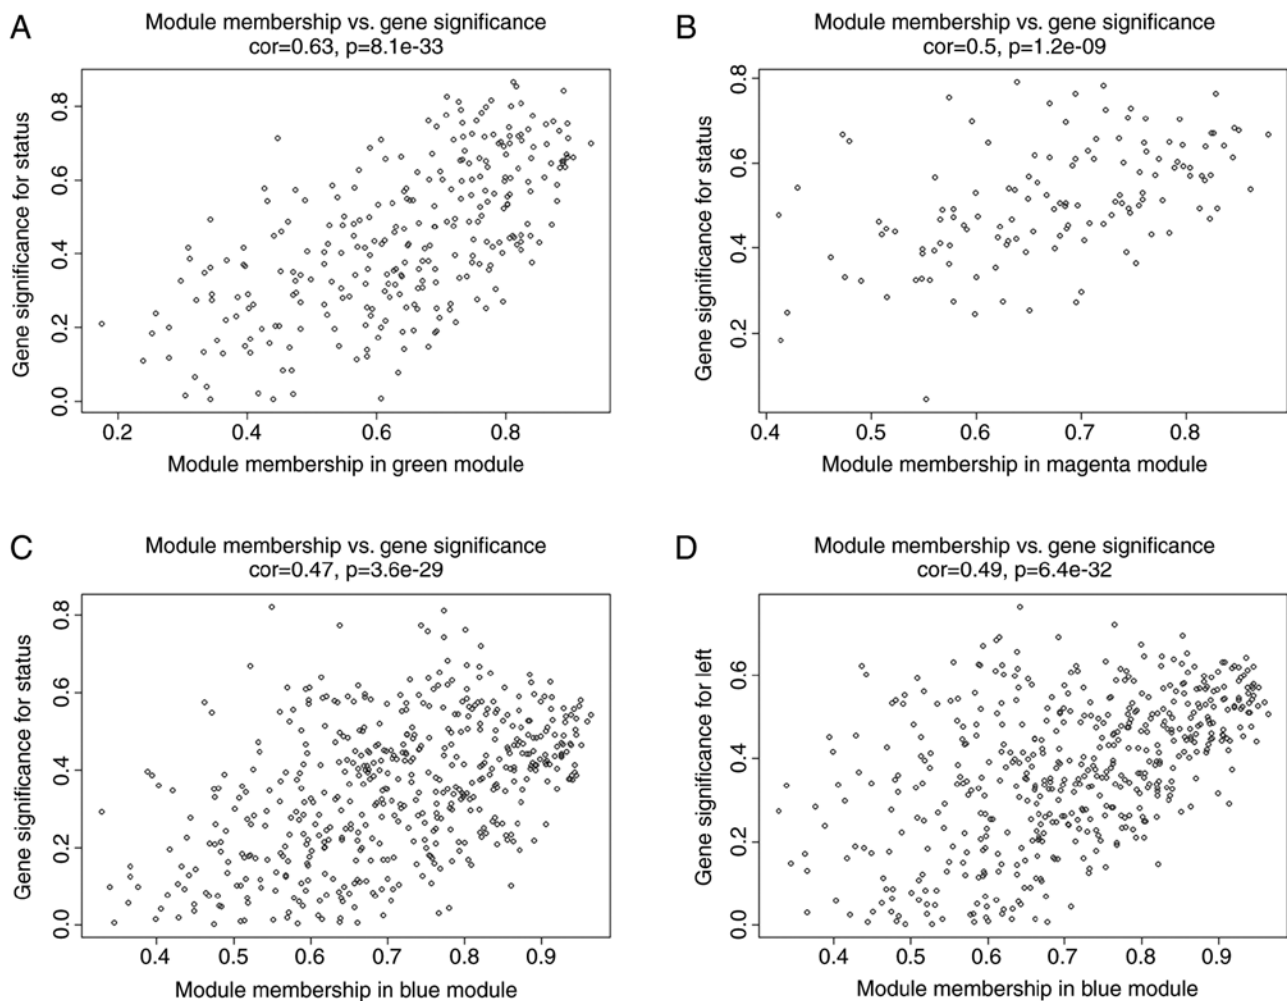 A
Module membership vs. gene significance
cor=0.63, p=8.1e-33
Gene significance for status
0.0 0.2 0.4 0.6 0.8
0.2 0.4 0.6 0.8
Module membership in green module
B
Module membership vs. gene significance
cor=0.5, p=1.2e-09
Gene significance for status
0.2 0.4 0.6 0.8
0.4 0.5 0.6 0.7 0.8
Module membership in magenta module
C
Module membership vs. gene significance
cor=0.47, p=3.6e-29
Gene significance for status
0.0 0.2 0.4 0.6 0.8
0.4 0.5 0.6 0.7 0.8 0.9
Module membership in blue module
D
Module membership vs. gene significance
cor=0.49, p=6.4e-32
Gene significance for left
0.0 0.2 0.4 0.6
0.4 0.5 0.6 0.7 0.8 0.9
Module membership in blue module